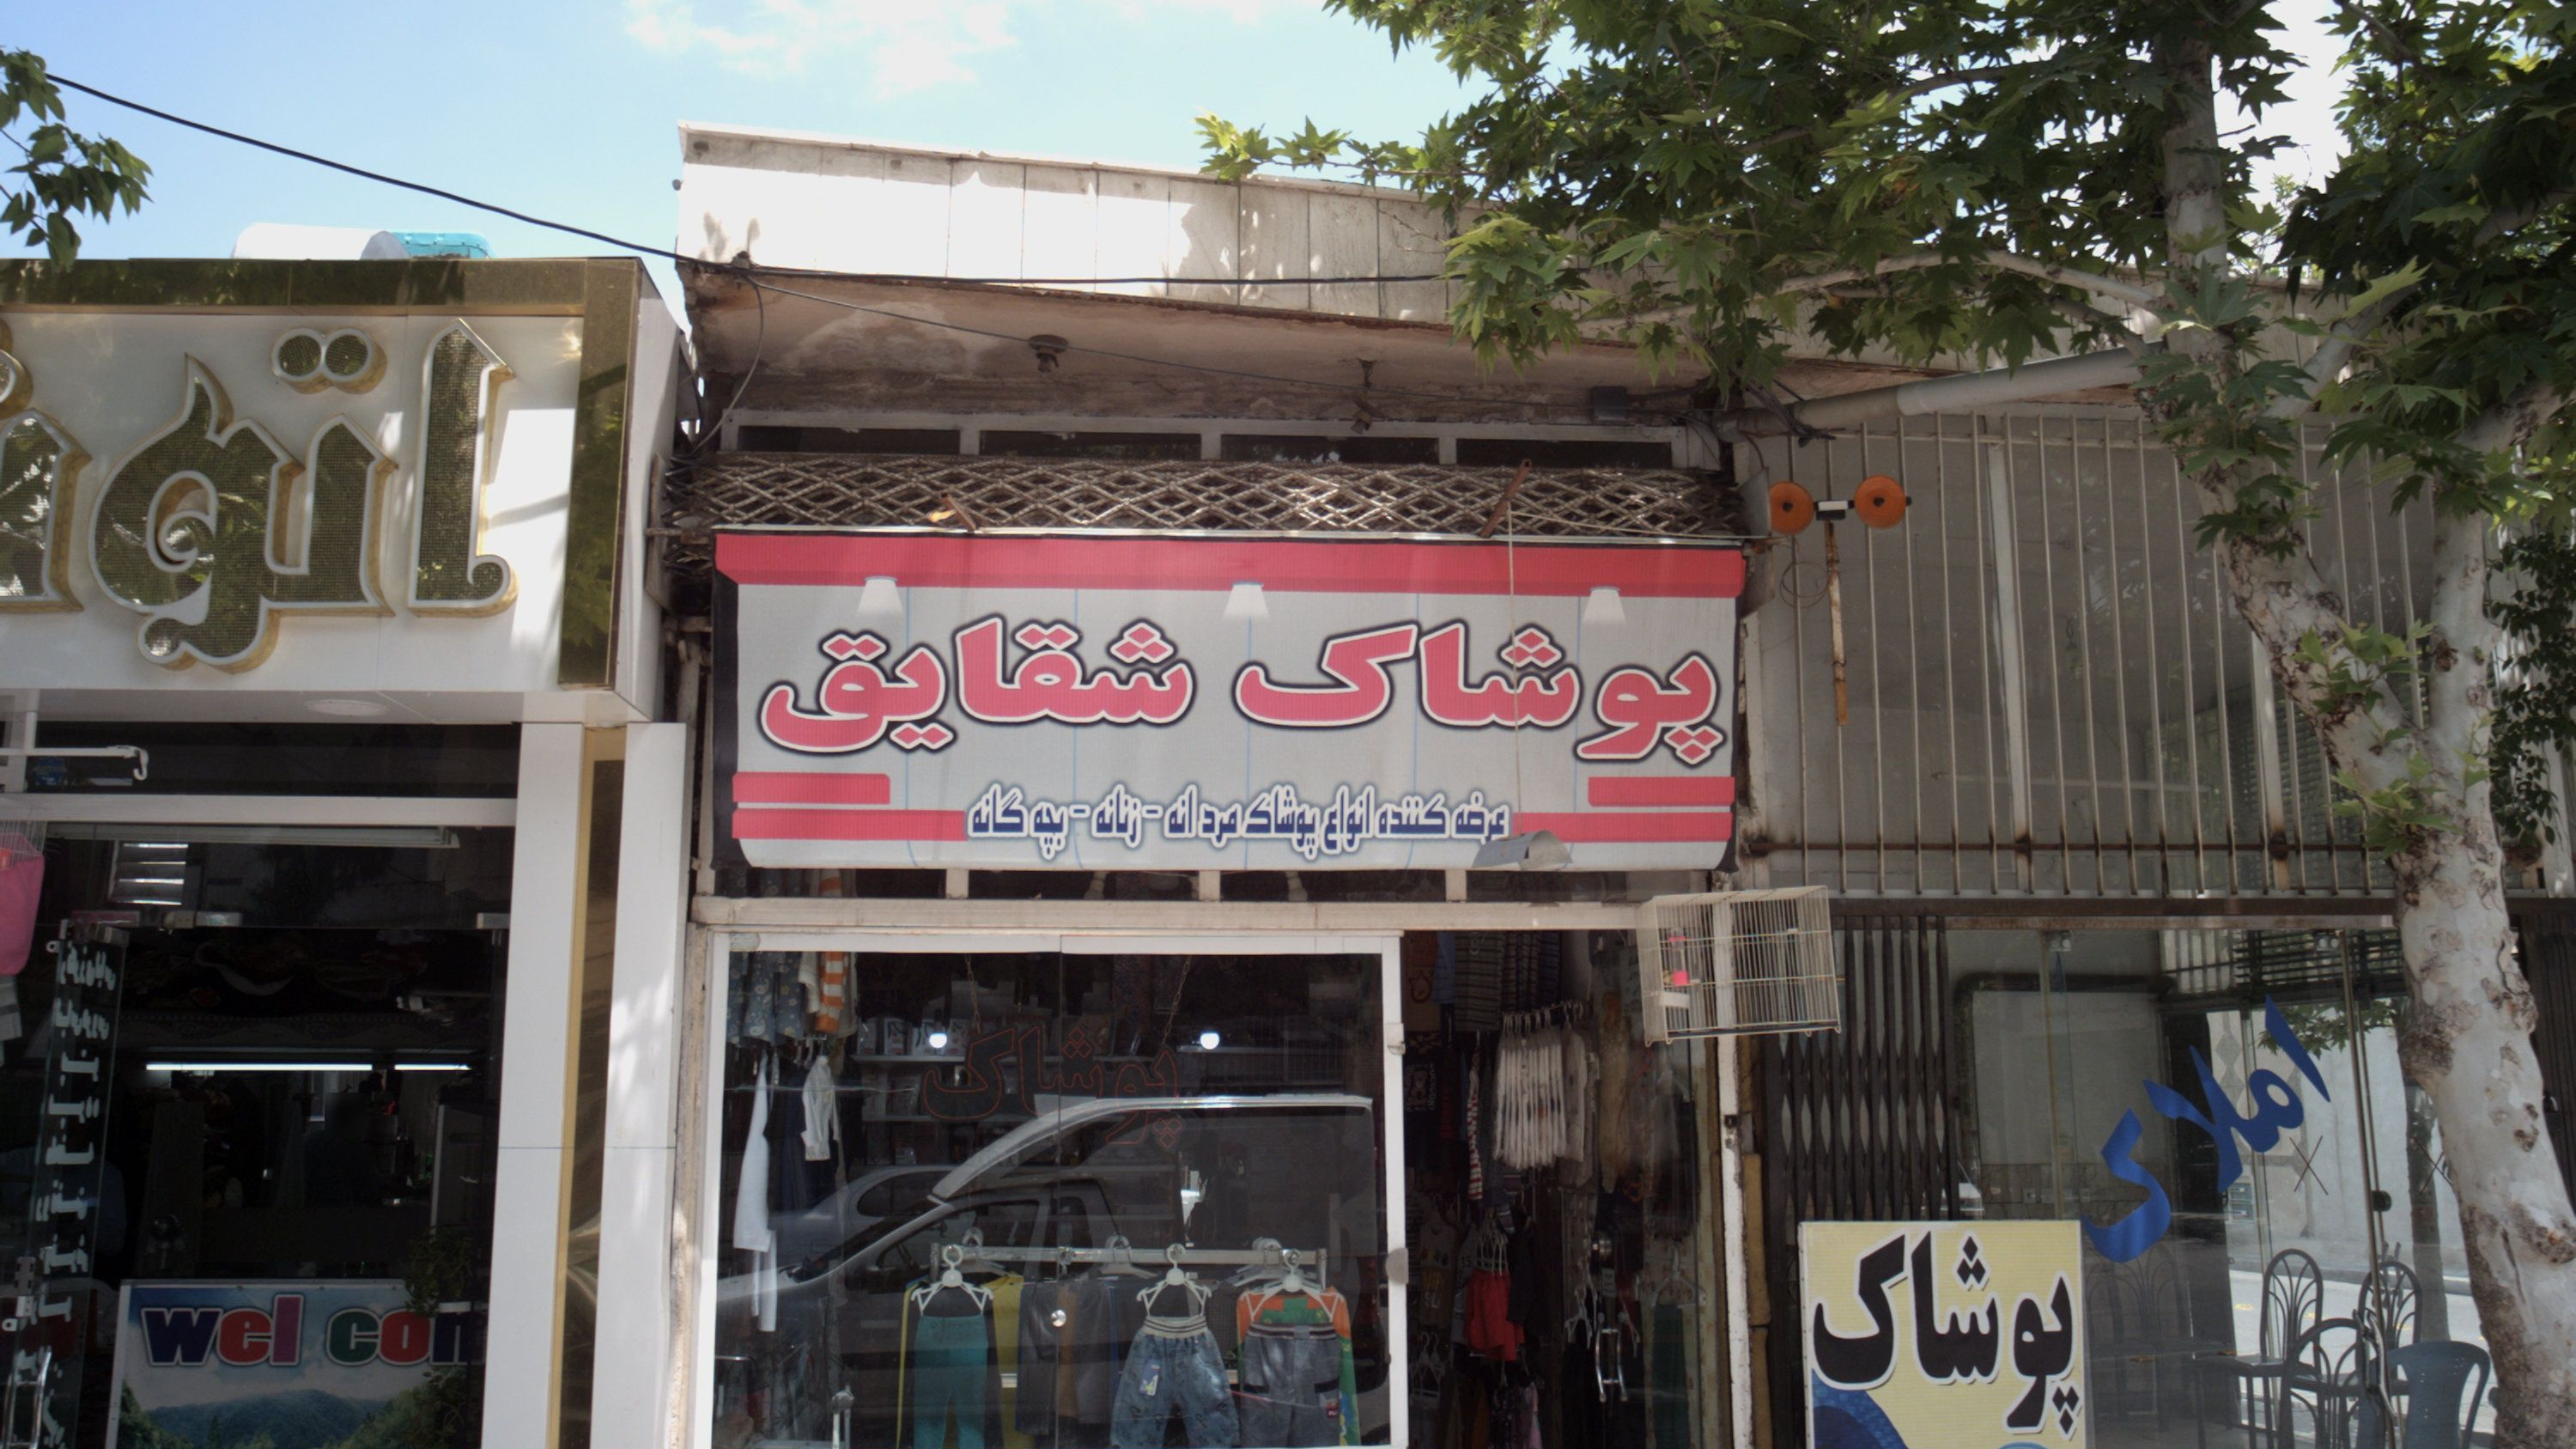 پوشاک شقایق
عرضه کننده انواع پوشاک مردانه - زنانه - بچه گانه
پوشاک
املاک
پوشاک
wel com